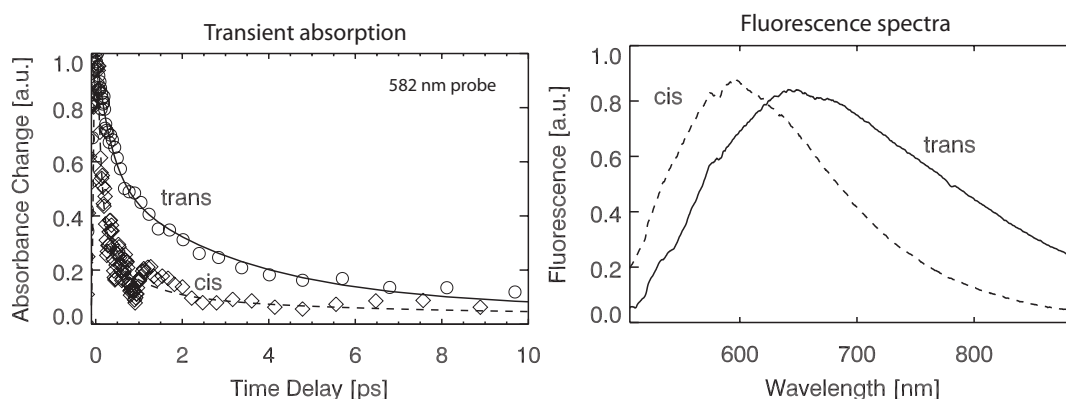 Transient absorption
1.0
0.8
0.6
0.4
0.2
0.0
Absorbance Change [a.u.]
582 nm probe
trans
cis
0
2
4
6
8
10
Time Delay [ps]
Fluorescence spectra
1.0
0.8
0.6
0.4
0.2
0.0
Fluorescence [a.u.]
cis
trans
600
700
800
Wavelength [nm]